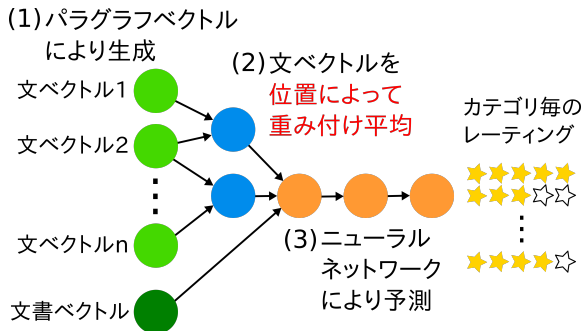 (1)パラグラフベクトル
により生成
(2)文ベクトルを
位置によって
重み付け平均
文ベクトル1
文ベクトル2
文ベクトルn
文書ベクトル
カテゴリ毎の
レーティング
(3)ニューラル
ネットワーク
により予測